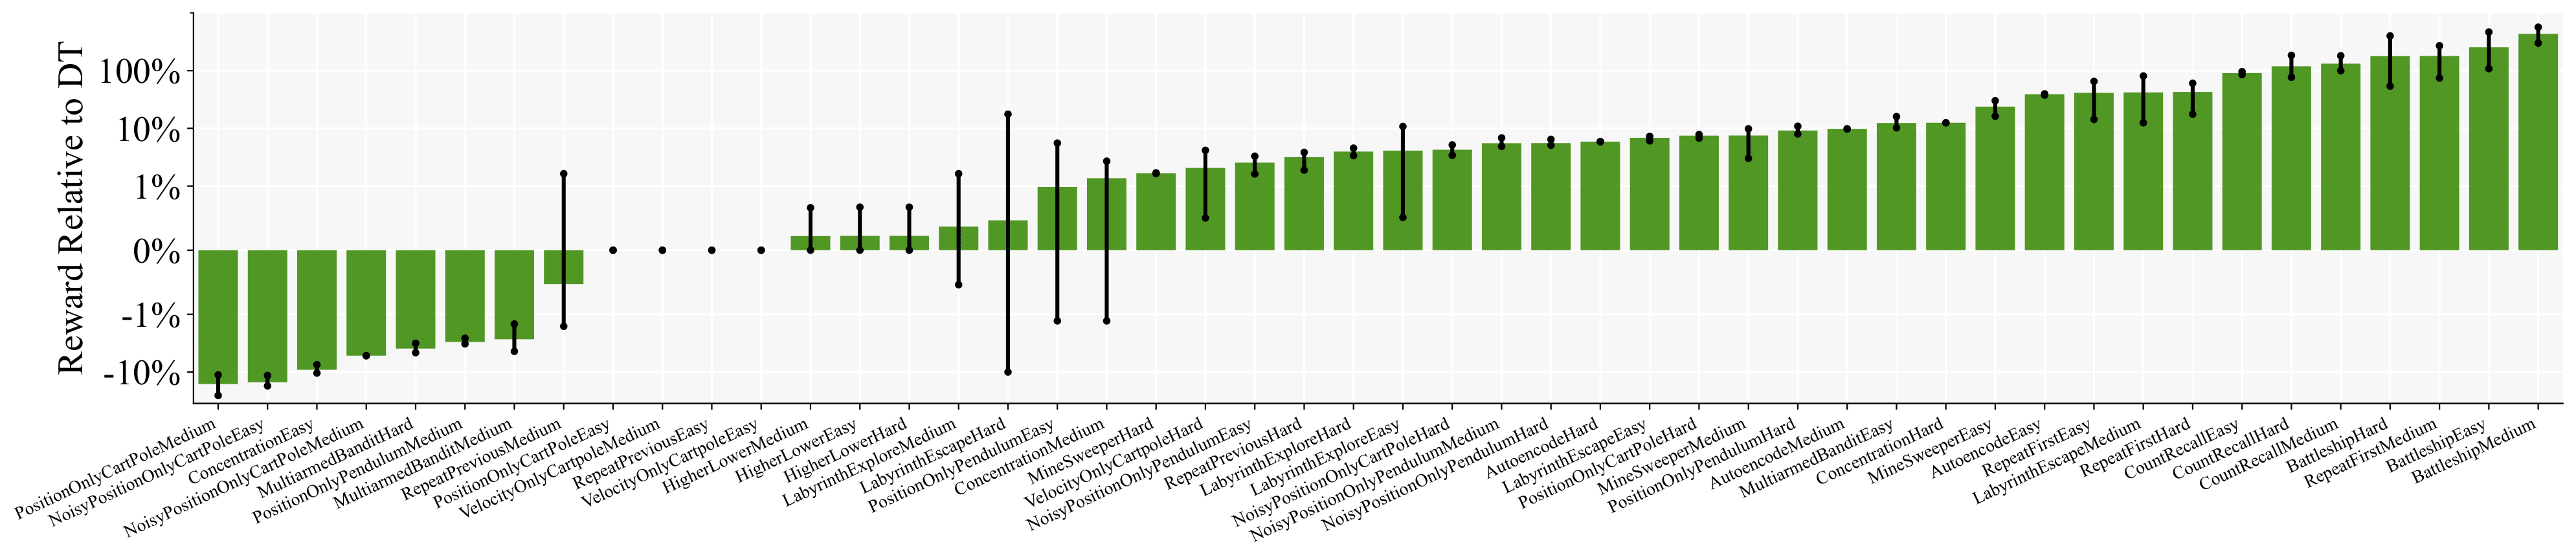 Reward Relative to DT
100%
10%
1%
0%
-1%
-10%
PositionOnlyCartPoleMedium
NoisyPositionOnlyCartPoleEasy
ConcentrationEasy
NoisyPositionOnlyCartPoleMedium
MultiarmedBanditHard
PositionOnlyPendulumMedium
MultiarmedBanditMedium
RepeatPreviousMedium
PositionOnlyCartPoleEasy
VelocityOnlyCartpoleMedium
RepeatPreviousEasy
VelocityOnlyCartpoleEasy
HigherLowerMedium
HigherLowerEasy
HigherLowerHard
LabyrinthExploreMedium
LabyrinthEscapeHard
PositionOnlyPendulumEasy
ConcentrationMedium
MineSweeperHard
VelocityOnlyCartpoleHard
NoisyPositionOnlyPendulumEasy
RepeatPreviousHard
LabyrinthExploreHard
LabyrinthExploreEasy
NoisyPositionOnlyCartPoleHard
NoisyPositionOnlyPendulumMedium
NoisyPositionOnlyPendulumHard
AutoencodeHard
LabyrinthEscapeEasy
PositionOnlyCartPoleHard
MineSweeperMedium
PositionOnlyPendulumHard
AutoencodeMedium
MultiarmedBanditEasy
ConcentrationHard
MineSweeperEasy
AutoencodeEasy
RepeatFirstEasy
LabyrinthEscapeMedium
RepeatFirstHard
CountRecallEasy
CountRecallHard
CountRecallMedium
BattleshipHard
RepeatFirstMedium
BattleshipEasy
BattleshipMedium